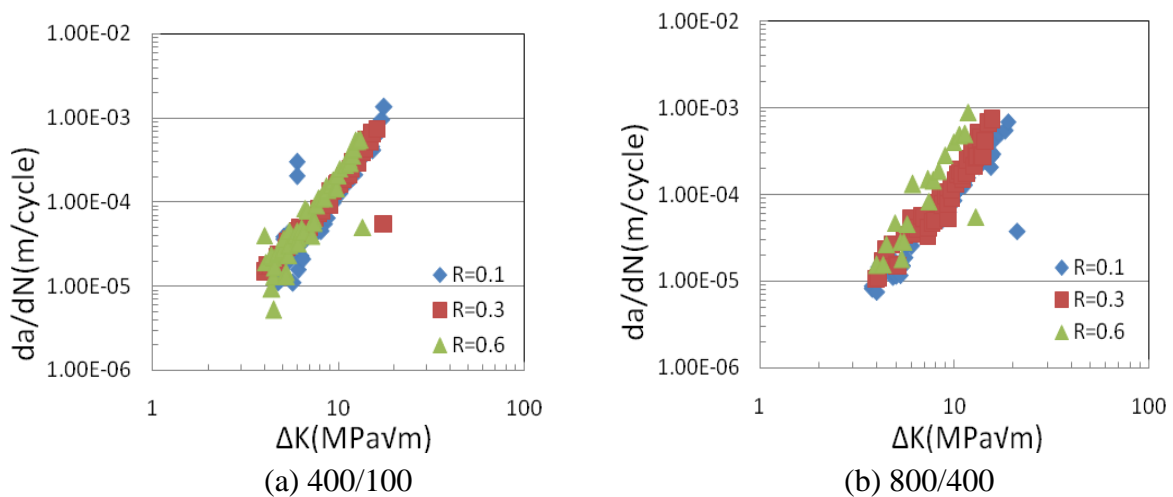 1.00E-02
1.00E-03
1.00E-04
1.00E-05
1.00E-06
da/dN(m/cycle)
R=0.1
R=0.3
R=0.6
1 10 100
ΔK(MPa√m)
(a) 400/100
1.00E-02
1.00E-03
1.00E-04
1.00E-05
1.00E-06
da/dN(m/cycle)
R=0.1
R=0.3
R=0.6
1 10 100
ΔK(MPa√m)
(b) 800/400